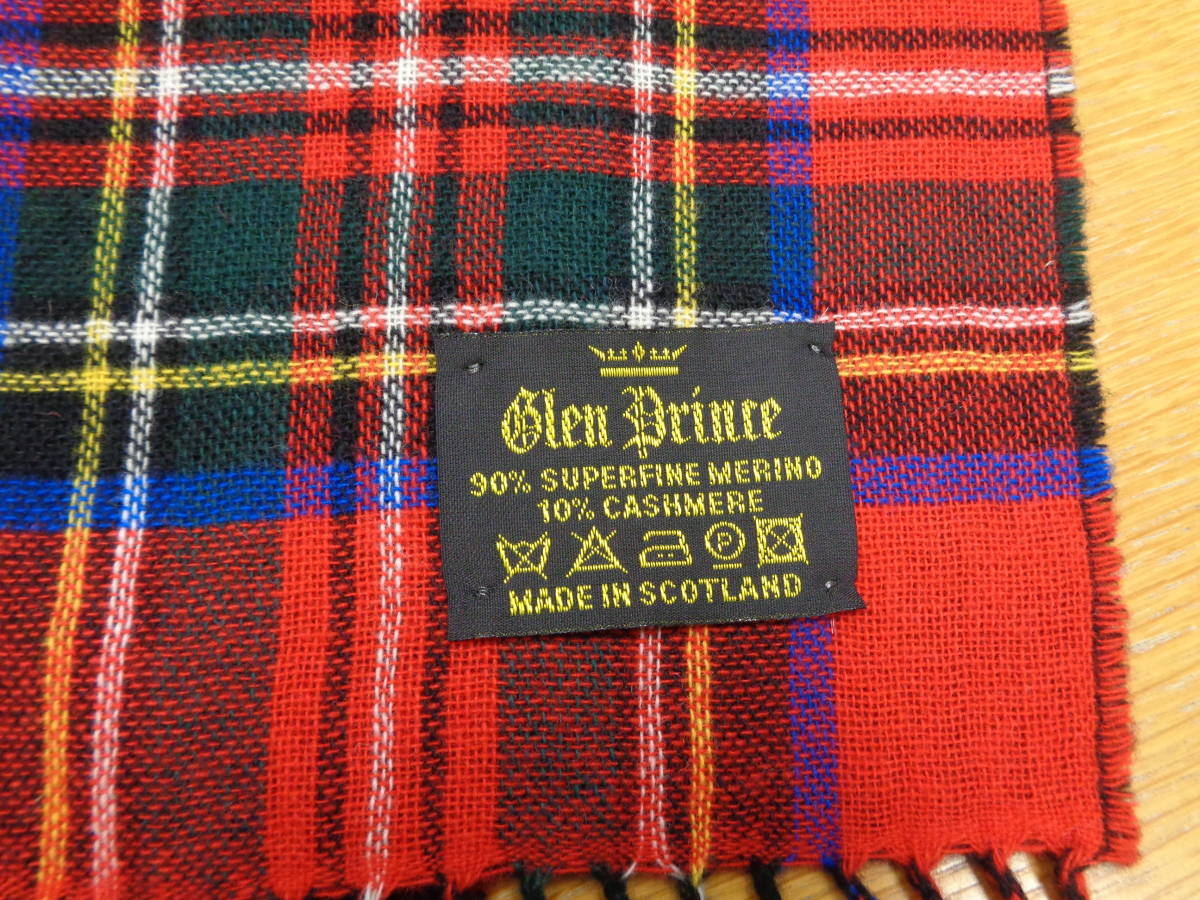 Glen Prince
90% SUPERFINE MERINO
10% CASHMERE
P
MADE IN SCOTLAND